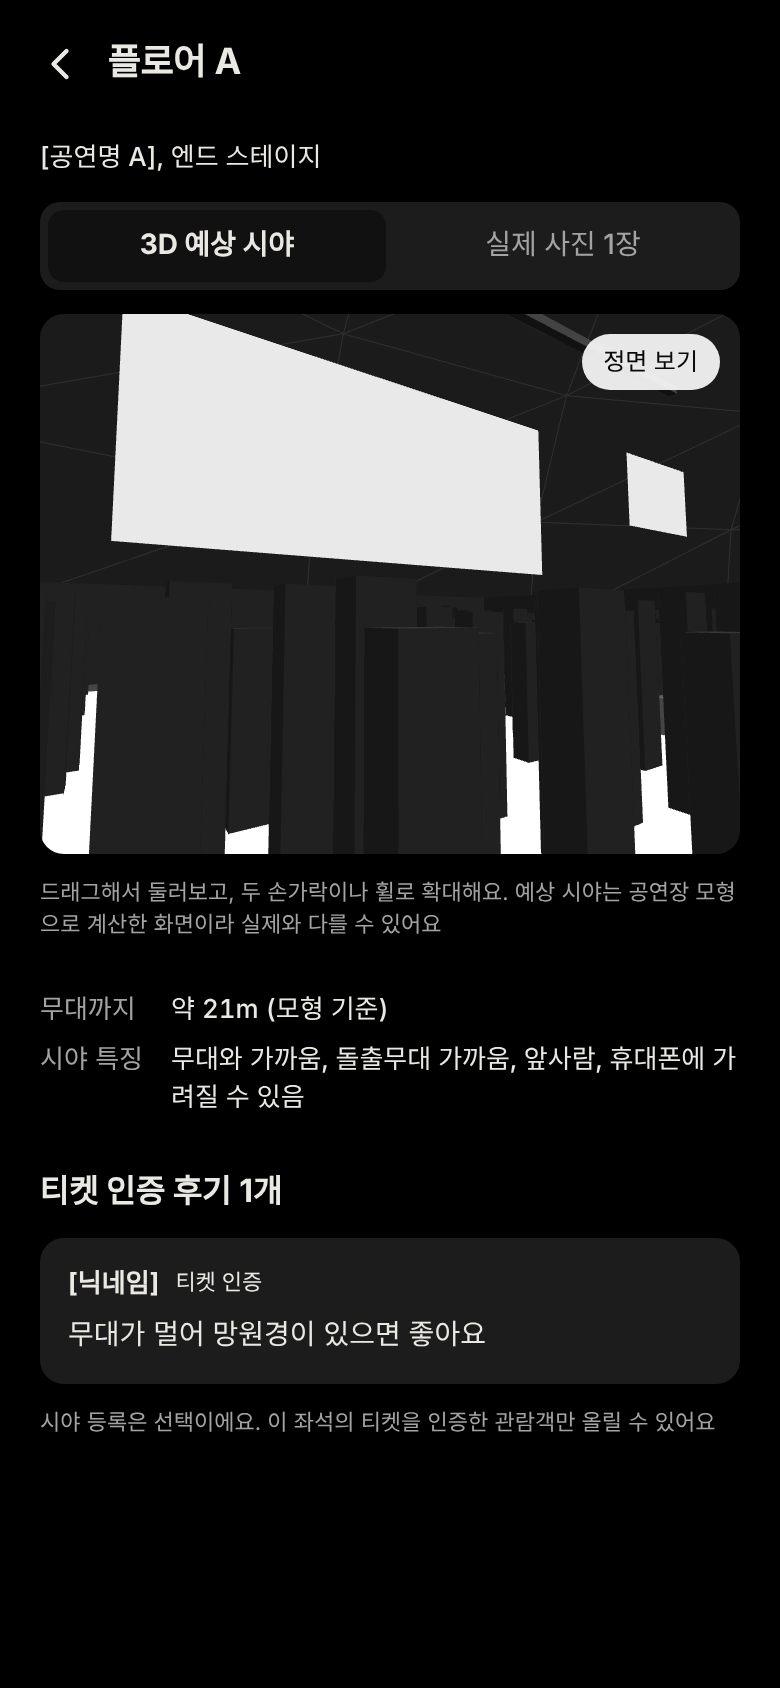 플로어 A
[공연명 A], 엔드 스테이지
3D 예상 시야
실제 사진 1장
정면 보기
드래그해서 둘러보고, 두 손가락이나 휠로 확대해요. 예상 시야는 공연장 모형
으로 계산한 화면이라 실제와 다를 수 있어요
무대까지 약 21m (모형 기준)
시야 특징 무대와 가까움, 돌출무대 가까움, 앞사람, 휴대폰에 가
려질 수 있음
티켓 인증 후기 1개
[닉네임] 티켓 인증
무대가 멀어 망원경이 있으면 좋아요
시야 등록은 선택이에요. 이 좌석의 티켓을 인증한 관람객만 올릴 수 있어요